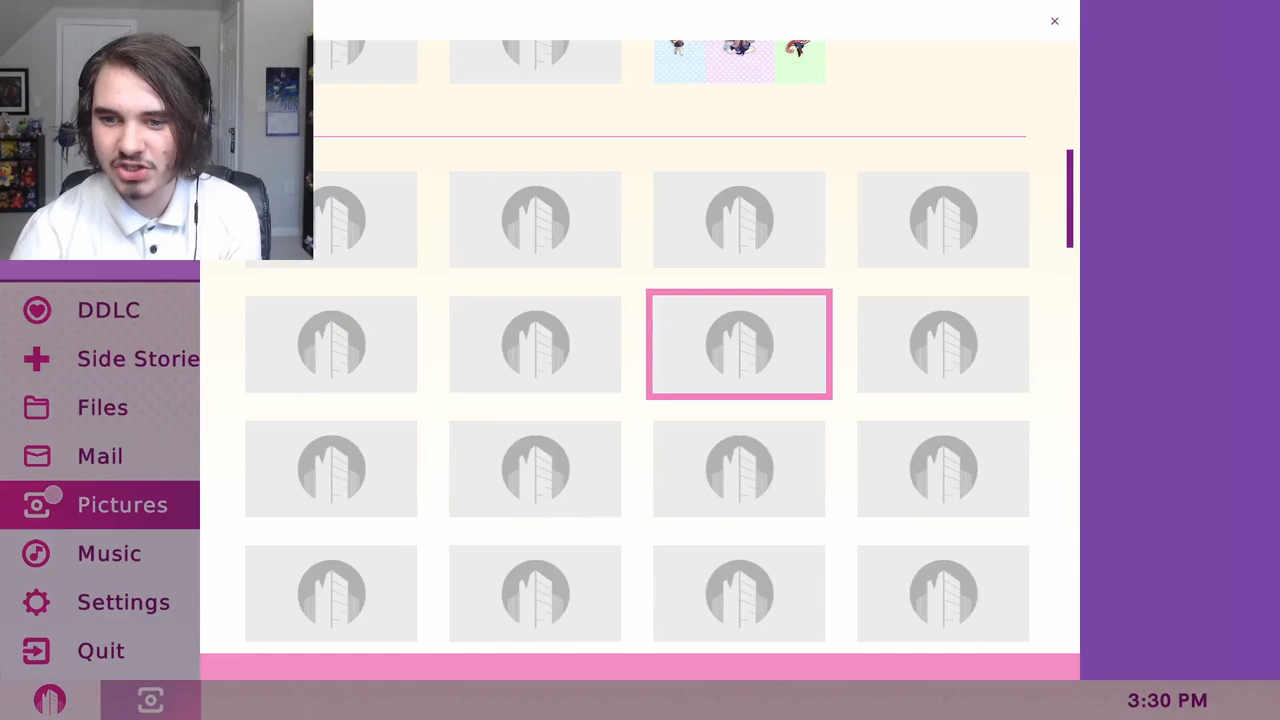 ×
DDLC
Side Storie
Files
Mail
Pictures
Music
Settings
Quit
3:30 PM